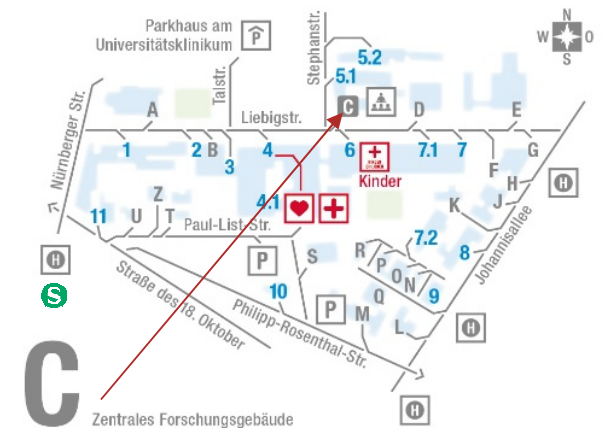 Parkhaus am
Universitätsklinikum
P
Stephanstr.
N
W O
S
5.2
5.1
Talstr.
Nürnberger Str.
A
Liebigstr.
C
D
E
1
2
B
3
4
6
Kinder
7.1
7
F
G
H
H
J
K
4.1
Z
11
U
T
Paul-List-Str.
H
S
P
S
7.2
R
P
O
N
Q
8
9
Johannisallee
10
P
M
L
H
Straße des 18. Oktober
Philipp-Rosenthal-Str.
H
C
Zentrales Forschungsgebäude